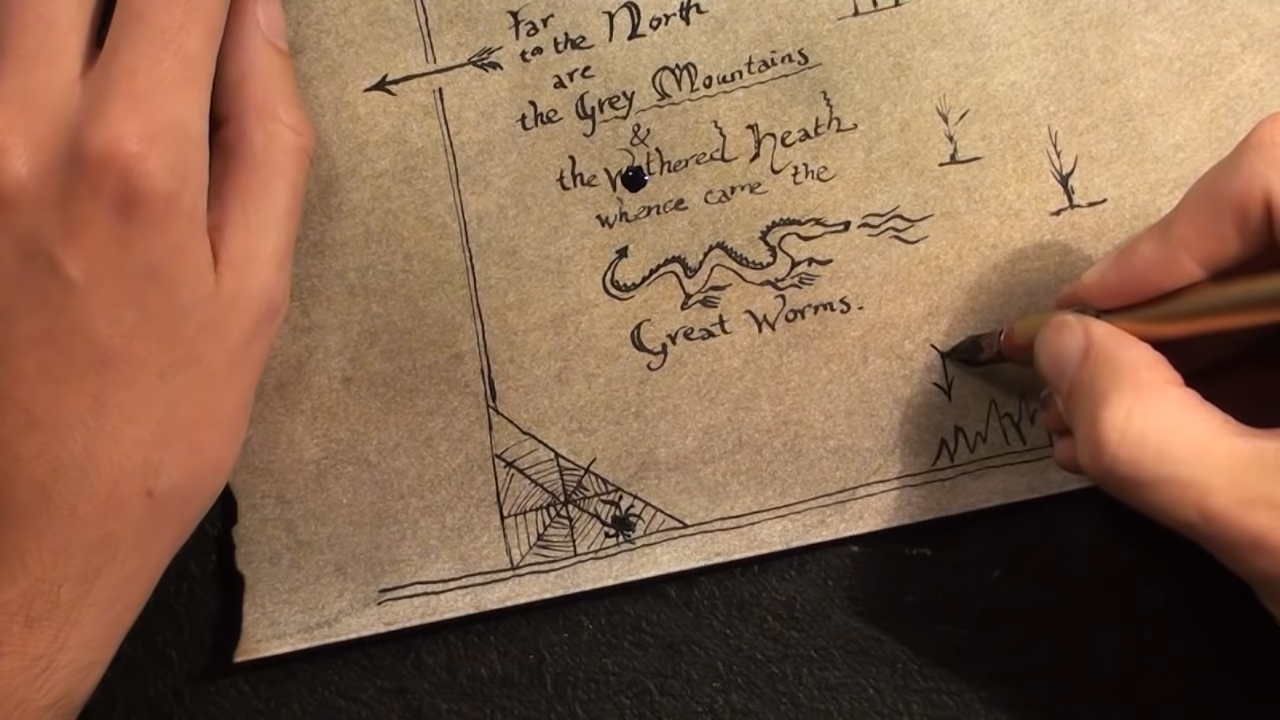 Far
to the North
are
the Grey Mountains
&
the Withered Heath
whence came the
Great Worms.